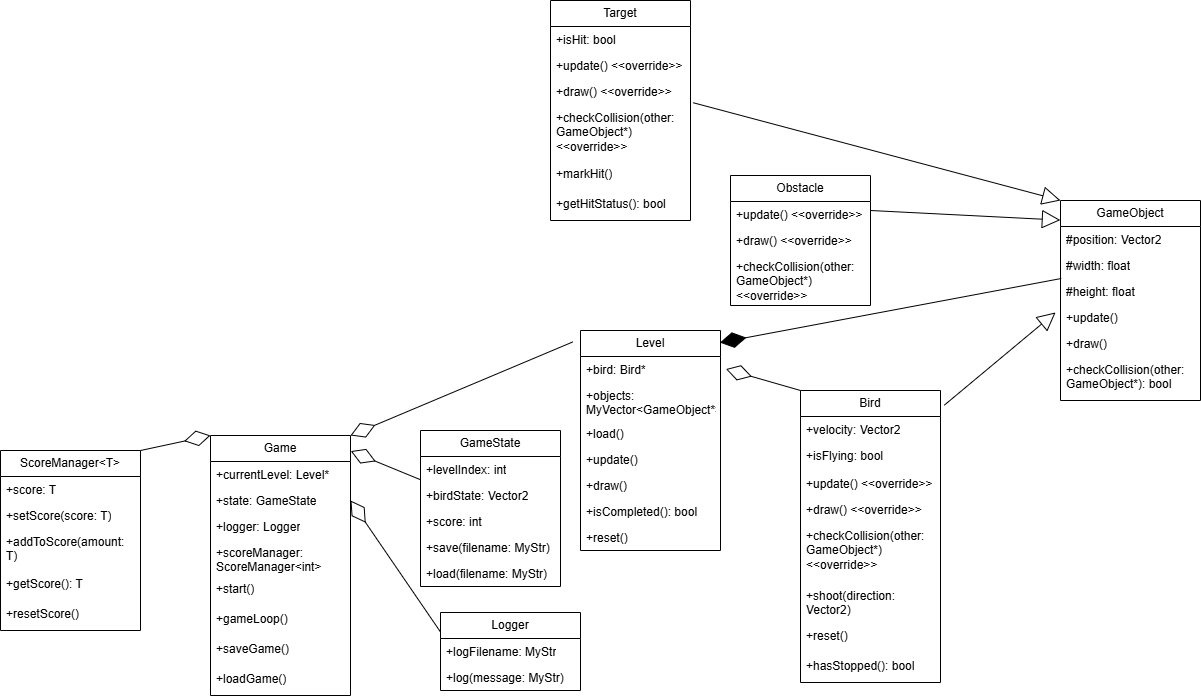 Target
+isHit: bool
+update() <<override>>
+draw() <<override>>
+checkCollision(other:
GameObject*)
<<override>>
+markHit()
+getHitStatus(): bool
Obstacle
+update() <<override>>
+draw() <<override>>
+checkCollision(other:
GameObject*)
<<override>>
GameObject
#position: Vector2
#width: float
#height: float
+update()
+draw()
+checkCollision(other:
GameObject*): bool
Level
+bird: Bird*
+objects:
MyVector<GameObject*
+load()
+update()
+draw()
+isCompleted(): bool
+reset()
Bird
+velocity: Vector2
+isFlying: bool
+update() <<override>>
+draw() <<override>>
+checkCollision(other:
GameObject*)
<<override>>
+shoot(direction:
Vector2)
+reset()
+hasStopped(): bool
ScoreManager<T>
+score: T
+setScore(score: T)
+addToScore(amount:
T)
+getScore(): T
+resetScore()
Game
+currentLevel: Level*
+state: GameState
+logger: Logger
+scoreManager:
ScoreManager<int>
+start()
+gameLoop()
+saveGame()
+loadGame()
GameState
+levelIndex: int
+birdState: Vector2
+score: int
+save(filename: MyStr)
+load(filename: MyStr)
Logger
+logFilename: MyStr
+log(message: MyStr)